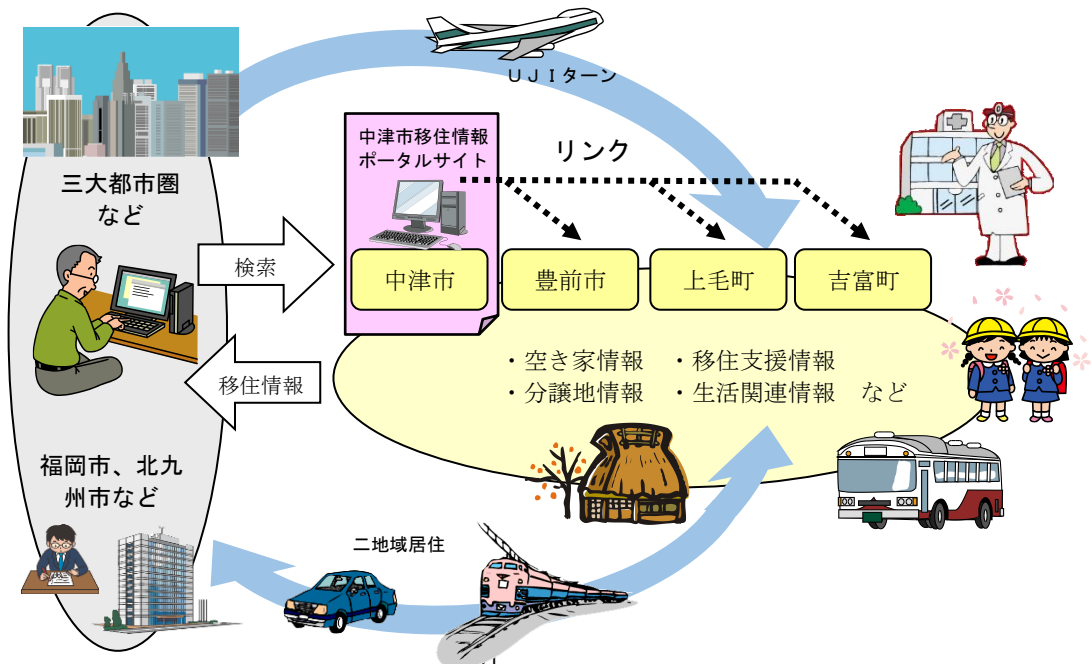 UJIターン
中津市移住情報
ポータルサイト
リンク
三大都市圏
など
検索
中津市
豊前市
上毛町
吉富町
移住情報
・空き家情報 ・移住支援情報
・分譲地情報 ・生活関連情報 など
福岡市、北九
州市など
二地域居住